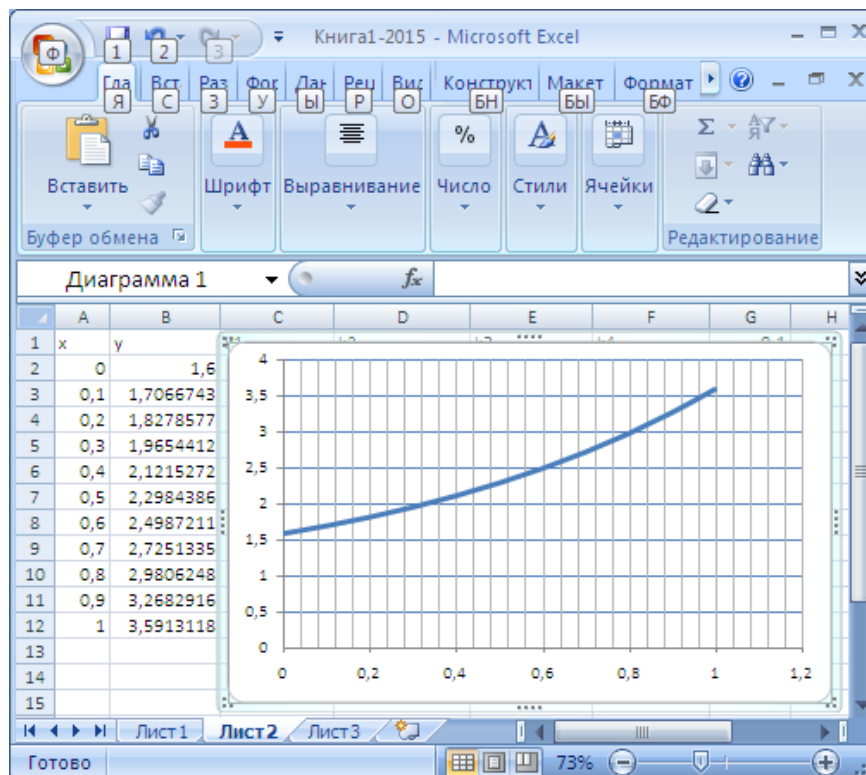 Книга1-2015 - Microsoft Excel
Ф 1 2 3
Гла Вст Раз Фор Дан Рец Вид Конструкт Макет Формат
Я С З У Ы Р О БН БЫ БФ
Вставить Шрифт Выравнивание Число Стили Ячейки
Буфер обмена Редактирование
Диаграмма 1 fx
A B C D E F G H
1 x y
2 0 1,6
3 0,1 1,7066743
4 0,2 1,8278577
5 0,3 1,9654412
6 0,4 2,1215272
7 0,5 2,2984386
8 0,6 2,4987211
9 0,7 2,7251335
10 0,8 2,9806248
11 0,9 3,2682916
12 1 3,5913118
13
14
15
4
3,5
3
2,5
2
1,5
1
0,5
0
0 0,2 0,4 0,6 0,8 1 1,2
Лист1 Лист2 Лист3
Готово 73%